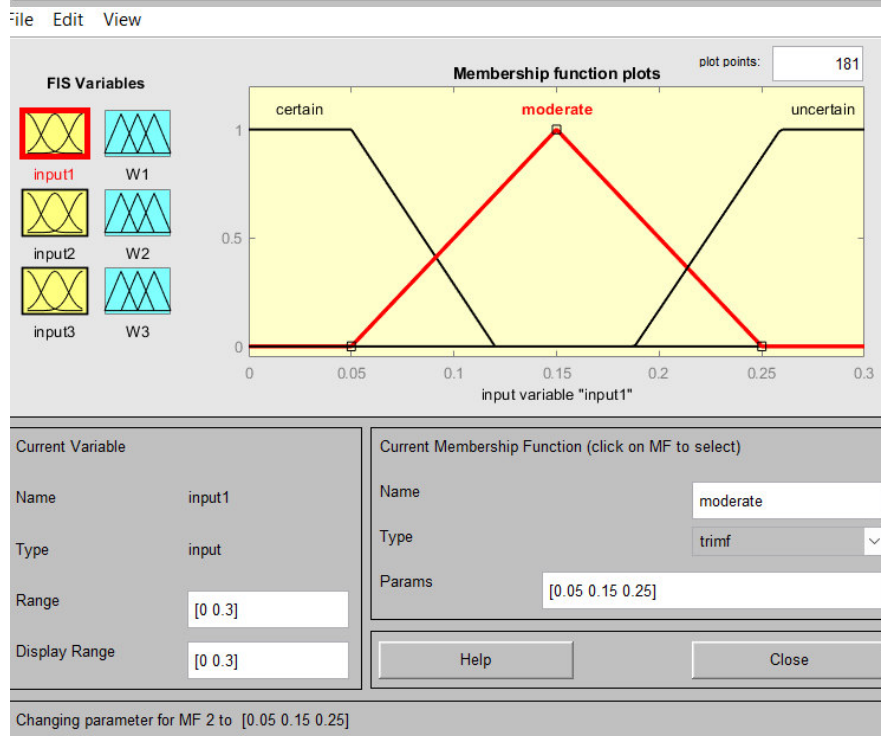 File Edit View
FIS Variables
input1 W1
input2 W2
input3 W3
Membership function plots
plot points: 181
certain moderate uncertain
1
0.5
0
0 0.05 0.1 0.15 0.2 0.25 0.3
input variable "input1"
Current Variable
Name input1
Type input
Range [0 0.3]
Display Range [0 0.3]
Current Membership Function (click on MF to select)
Name moderate
Type trimf
Params [0.05 0.15 0.25]
Help Close
Changing parameter for MF 2 to [0.05 0.15 0.25]